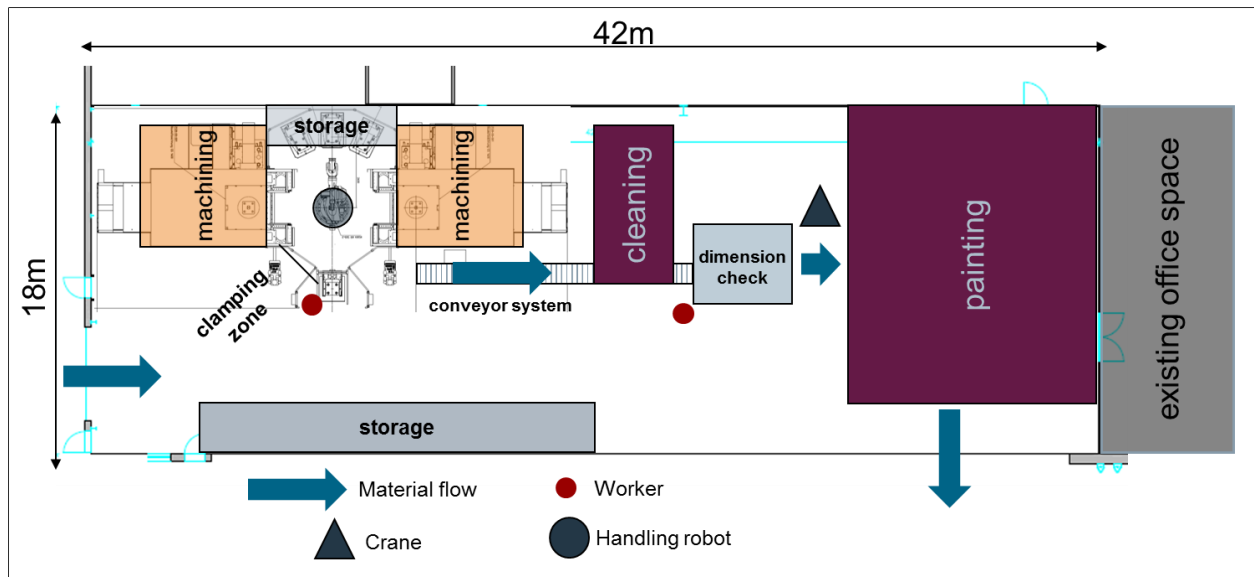 42m
18m
storage
machining
machining
cleaning
dimension
check
painting
existing office space
clamping
zone
conveyor system
storage
Material flow
Worker
Crane
Handling robot